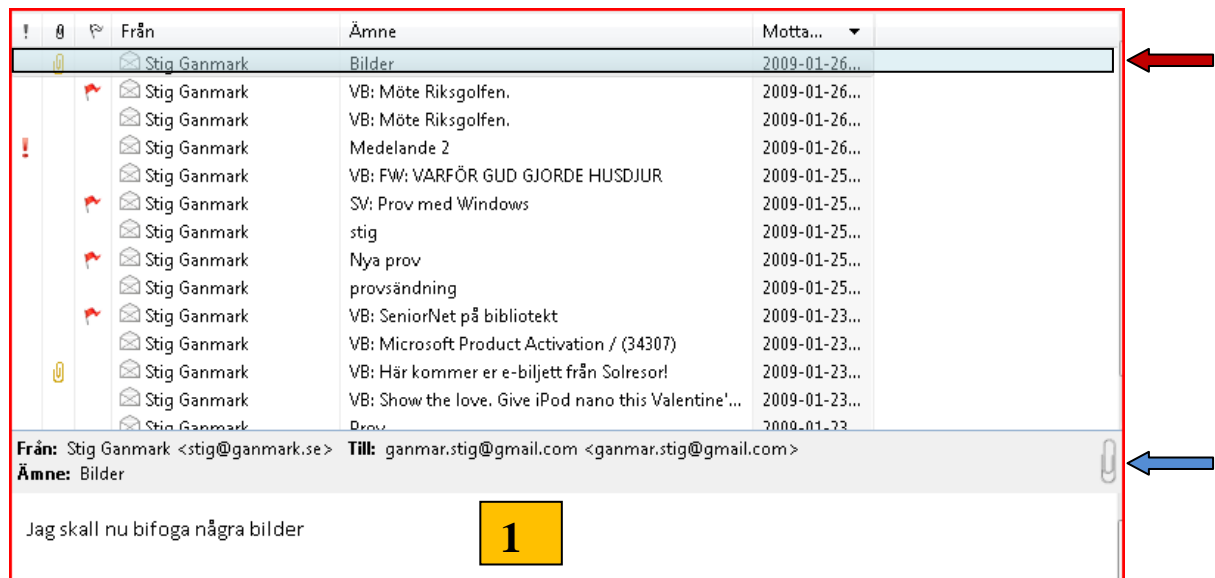 ! Från Ämne Motta...
Stig Ganmark Bilder 2009-01-26...
Stig Ganmark VB: Möte Riksgolfen. 2009-01-26...
Stig Ganmark VB: Möte Riksgolfen. 2009-01-26...
! Stig Ganmark Medelande 2 2009-01-26...
Stig Ganmark VB: FW: VARFÖR GUD GJORDE HUSDJUR 2009-01-25...
Stig Ganmark SV: Prov med Windows 2009-01-25...
Stig Ganmark stig 2009-01-25...
Stig Ganmark Nya prov 2009-01-25...
Stig Ganmark provsändning 2009-01-25...
Stig Ganmark VB: SeniorNet på bibliotekt 2009-01-23...
Stig Ganmark VB: Microsoft Product Activation / (34307) 2009-01-23...
Stig Ganmark VB: Här kommer er e-biljett från Solresor! 2009-01-23...
Stig Ganmark VB: Show the love. Give iPod nano this Valentine'... 2009-01-23...
Stig Ganmark Prov 2009-01-23
Från: Stig Ganmark <stig@ganmark.se> Till: ganmar.stig@gmail.com <ganmar.stig@gmail.com>
Ämne: Bilder
Jag skall nu bifoga några bilder
1